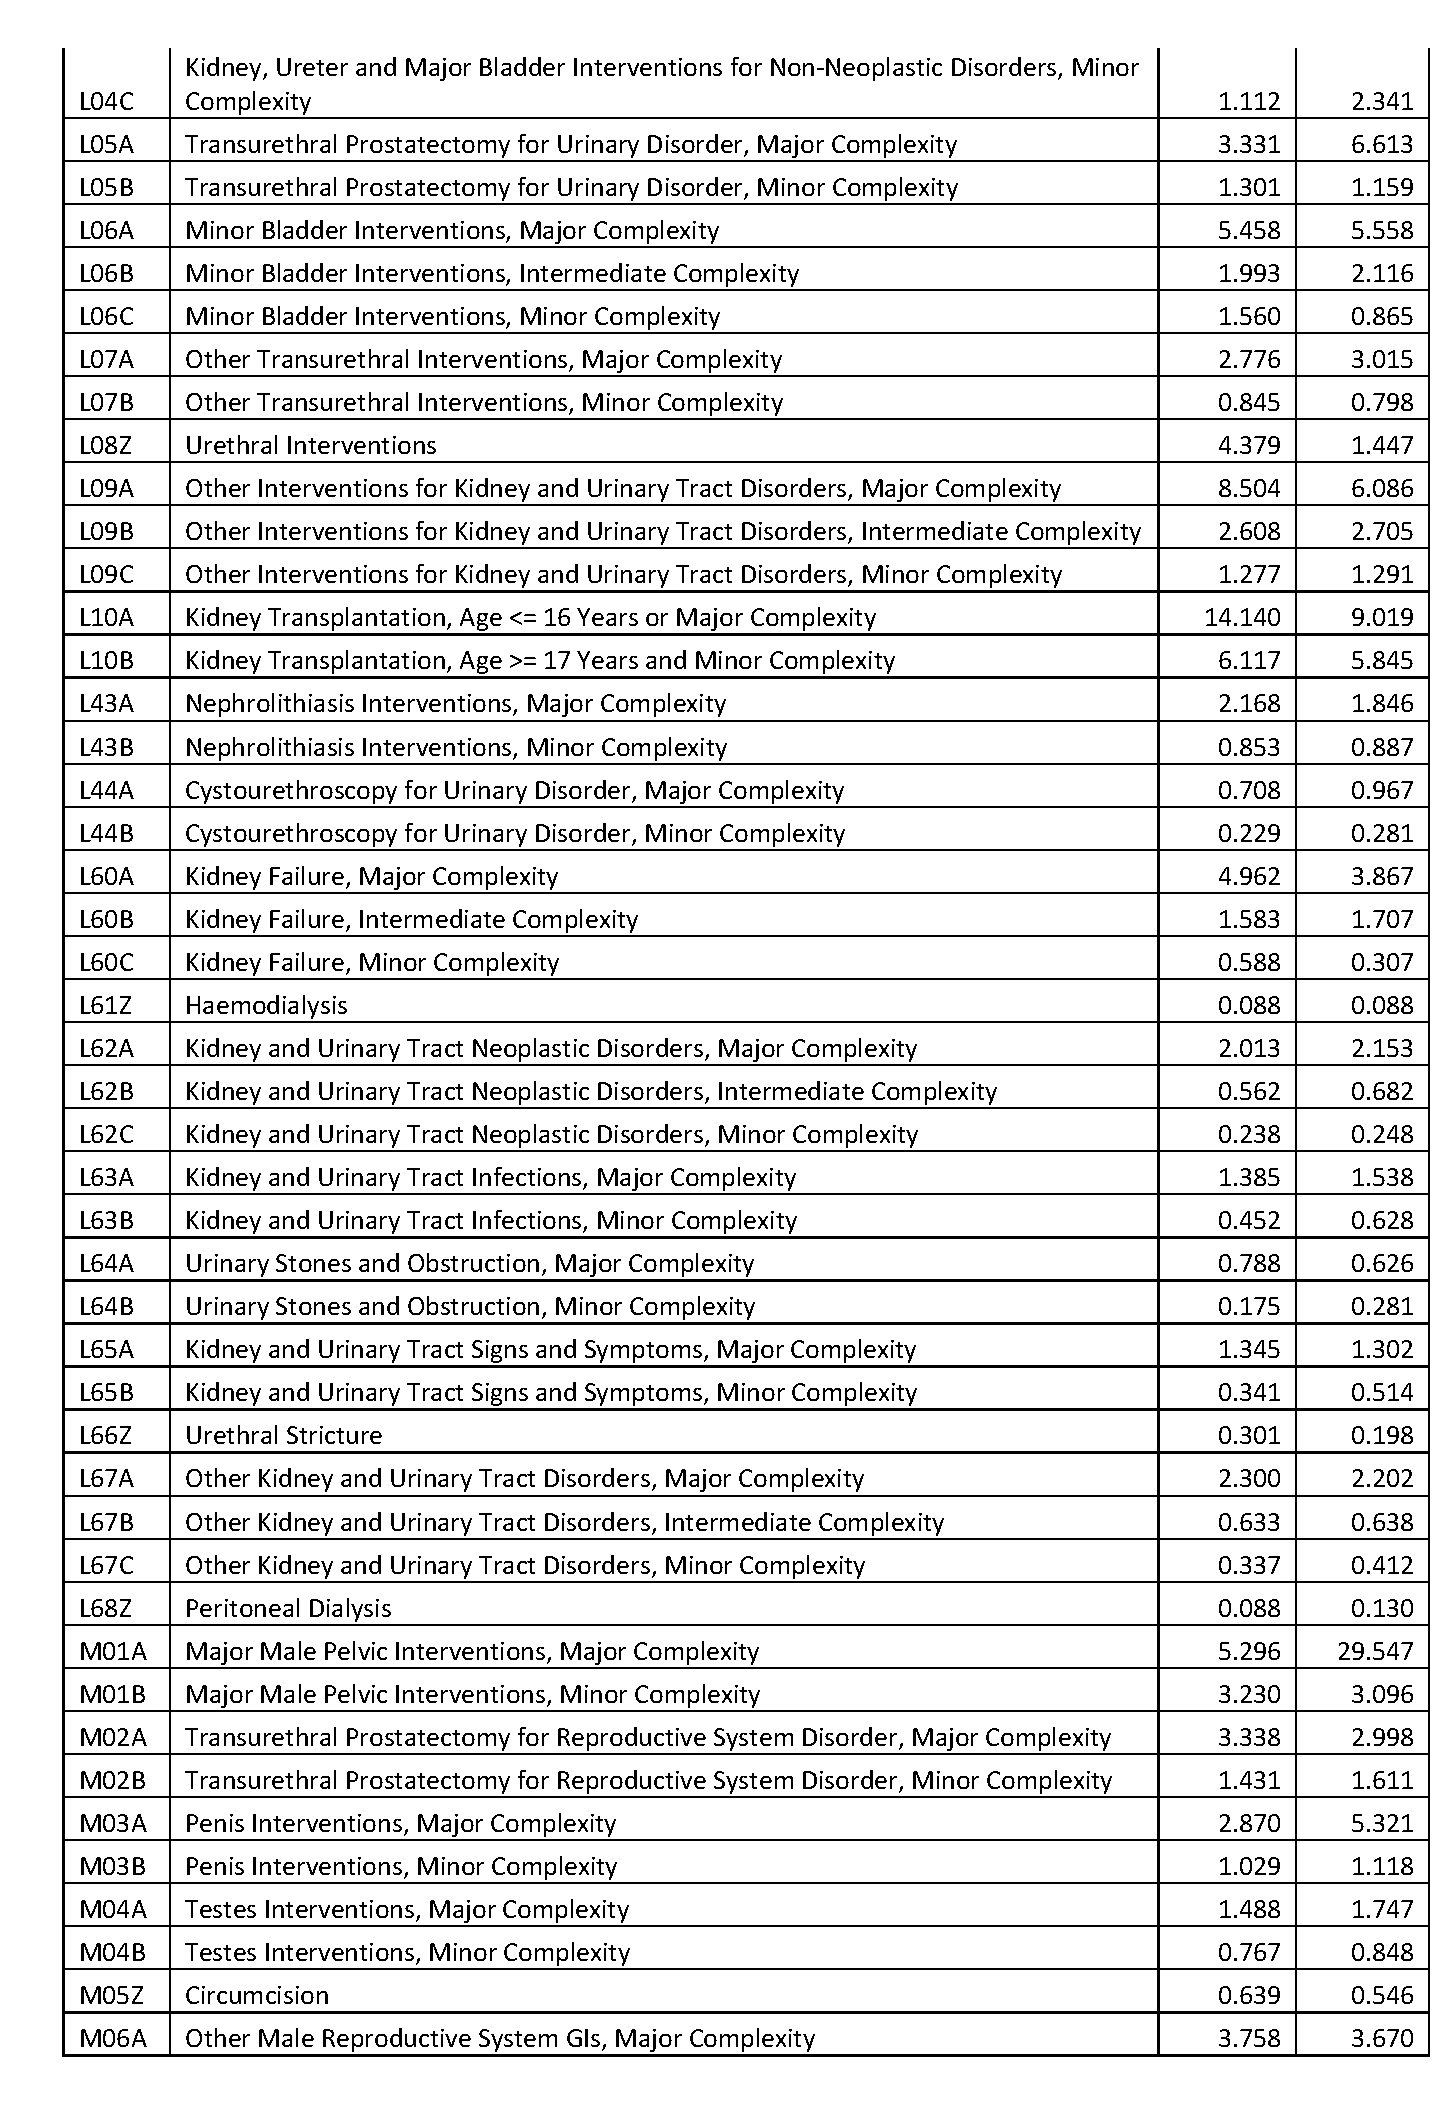 Kidney, Ureter and Major Bladder Interventions for Non-Neoplastic Disorders, Minor
L04C Complexity 1.112 2.341
L05A Transurethral Prostatectomy for Urinary Disorder, Major Complexity 3.331 6.613
L05B Transurethral Prostatectomy for Urinary Disorder, Minor Complexity 1.301 1.159
L06A Minor Bladder Interventions, Major Complexity 5.458 5.558
L06B Minor Bladder Interventions, Intermediate Complexity 1.993 2.116
L06C Minor Bladder Interventions, Minor Complexity 1.560 0.865
L07A Other Transurethral Interventions, Major Complexity 2.776 3.015
L07B Other Transurethral Interventions, Minor Complexity 0.845 0.798
L08Z Urethral Interventions 4.379 1.447
L09A Other Interventions for Kidney and Urinary Tract Disorders, Major Complexity 8.504 6.086
L09B Other Interventions for Kidney and Urinary Tract Disorders, Intermediate Complexity 2.608 2.705
L09C Other Interventions for Kidney and Urinary Tract Disorders, Minor Complexity 1.277 1.291
L10A Kidney Transplantation, Age <= 16 Years or Major Complexity 14.140 9.019
L10B Kidney Transplantation, Age >= 17 Years and Minor Complexity 6.117 5.845
L43A Nephrolithiasis Interventions, Major Complexity 2.168 1.846
L43B Nephrolithiasis Interventions, Minor Complexity 0.853 0.887
L44A Cystourethroscopy for Urinary Disorder, Major Complexity 0.708 0.967
L44B Cystourethroscopy for Urinary Disorder, Minor Complexity 0.229 0.281
L60A Kidney Failure, Major Complexity 4.962 3.867
L60B Kidney Failure, Intermediate Complexity 1.583 1.707
L60C Kidney Failure, Minor Complexity 0.588 0.307
L61Z Haemodialysis 0.088 0.088
L62A Kidney and Urinary Tract Neoplastic Disorders, Major Complexity 2.013 2.153
L62B Kidney and Urinary Tract Neoplastic Disorders, Intermediate Complexity 0.562 0.682
L62C Kidney and Urinary Tract Neoplastic Disorders, Minor Complexity 0.238 0.248
L63A Kidney and Urinary Tract Infections, Major Complexity 1.385 1.538
L63B Kidney and Urinary Tract Infections, Minor Complexity 0.452 0.628
L64A Urinary Stones and Obstruction, Major Complexity 0.788 0.626
L64B Urinary Stones and Obstruction, Minor Complexity 0.175 0.281
L65A Kidney and Urinary Tract Signs and Symptoms, Major Complexity 1.345 1.302
L65B Kidney and Urinary Tract Signs and Symptoms, Minor Complexity 0.341 0.514
L66Z Urethral Stricture 0.301 0.198
L67A Other Kidney and Urinary Tract Disorders, Major Complexity 2.300 2.202
L67B Other Kidney and Urinary Tract Disorders, Intermediate Complexity 0.633 0.638
L67C Other Kidney and Urinary Tract Disorders, Minor Complexity 0.337 0.412
L68Z Peritoneal Dialysis 0.088 0.130
M01A Major Male Pelvic Interventions, Major Complexity 5.296 29.547
M01B Major Male Pelvic Interventions, Minor Complexity 3.230 3.096
M02A Transurethral Prostatectomy for Reproductive System Disorder, Major Complexity 3.338 2.998
M02B Transurethral Prostatectomy for Reproductive System Disorder, Minor Complexity 1.431 1.611
M03A Penis Interventions, Major Complexity 2.870 5.321
M03B Penis Interventions, Minor Complexity 1.029 1.118
M04A Testes Interventions, Major Complexity 1.488 1.747
M04B Testes Interventions, Minor Complexity 0.767 0.848
M05Z Circumcision 0.639 0.546
M06A Other Male Reproductive System GIs, Major Complexity 3.758 3.670